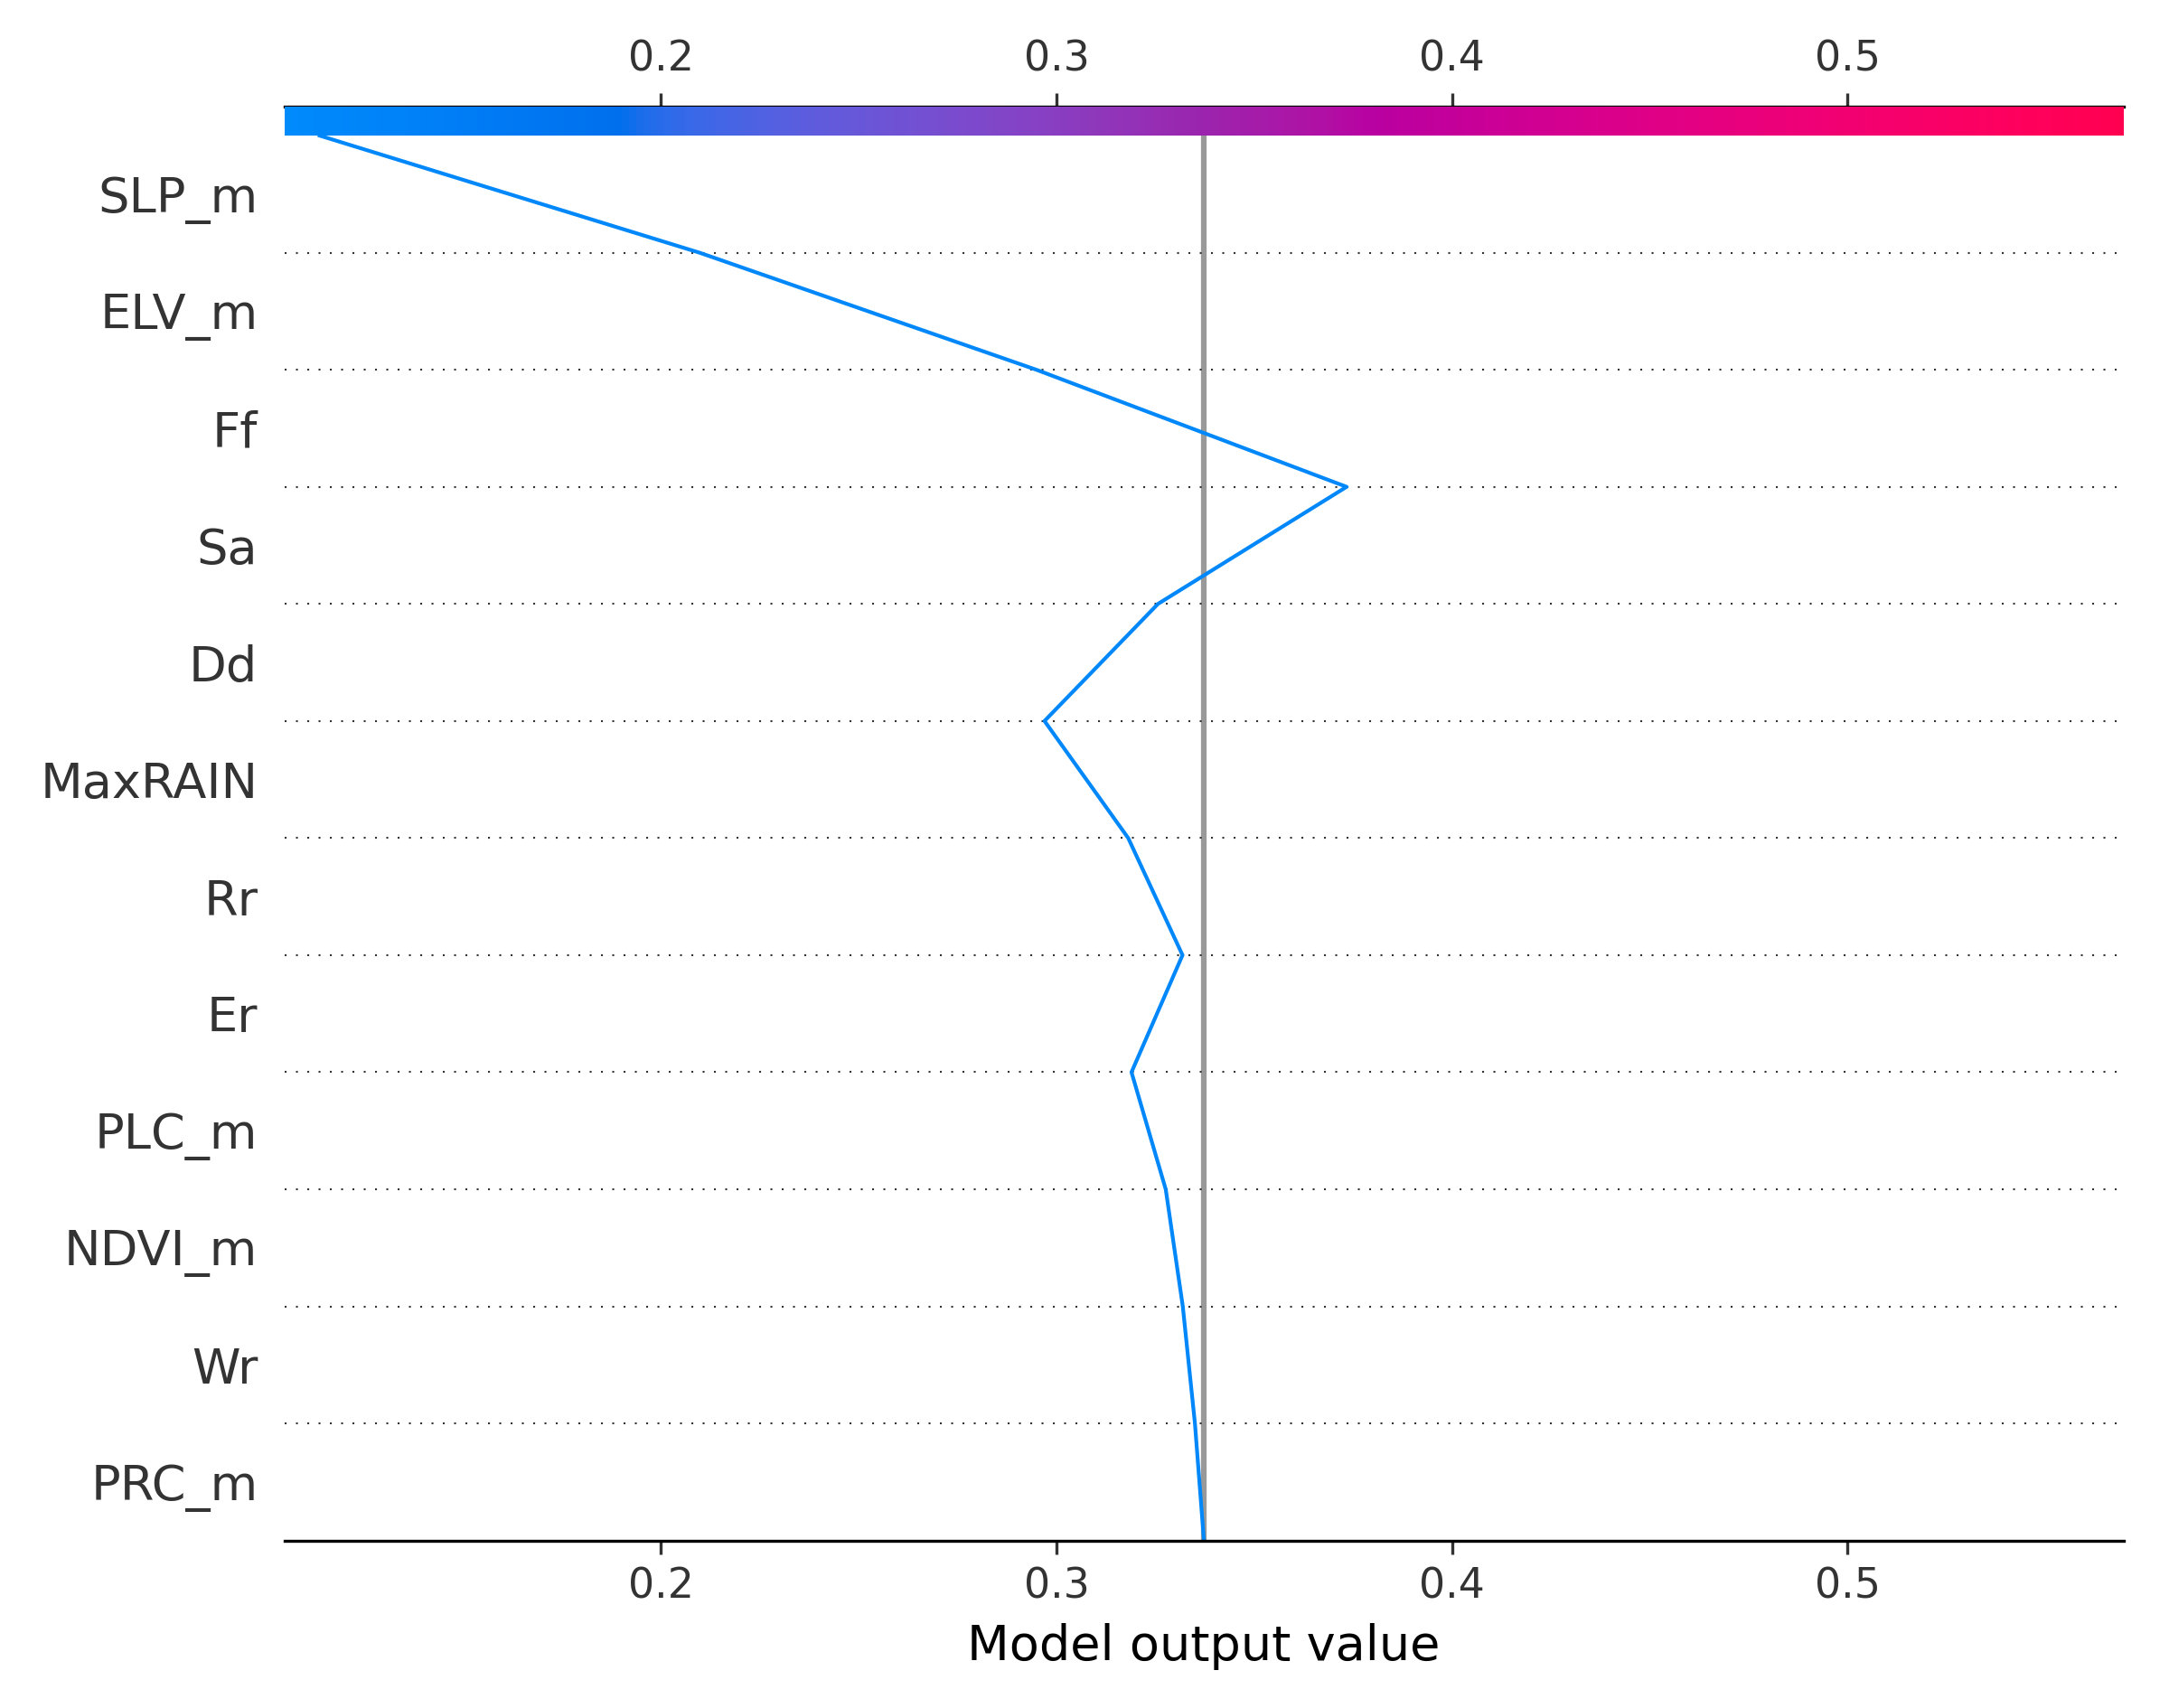 0.2 0.3 0.4 0.5
SLP_m
ELV_m
Ff
Sa
Dd
MaxRAIN
Rr
Er
PLC_m
NDVI_m
Wr
PRC_m
0.2 0.3 0.4 0.5
Model output value